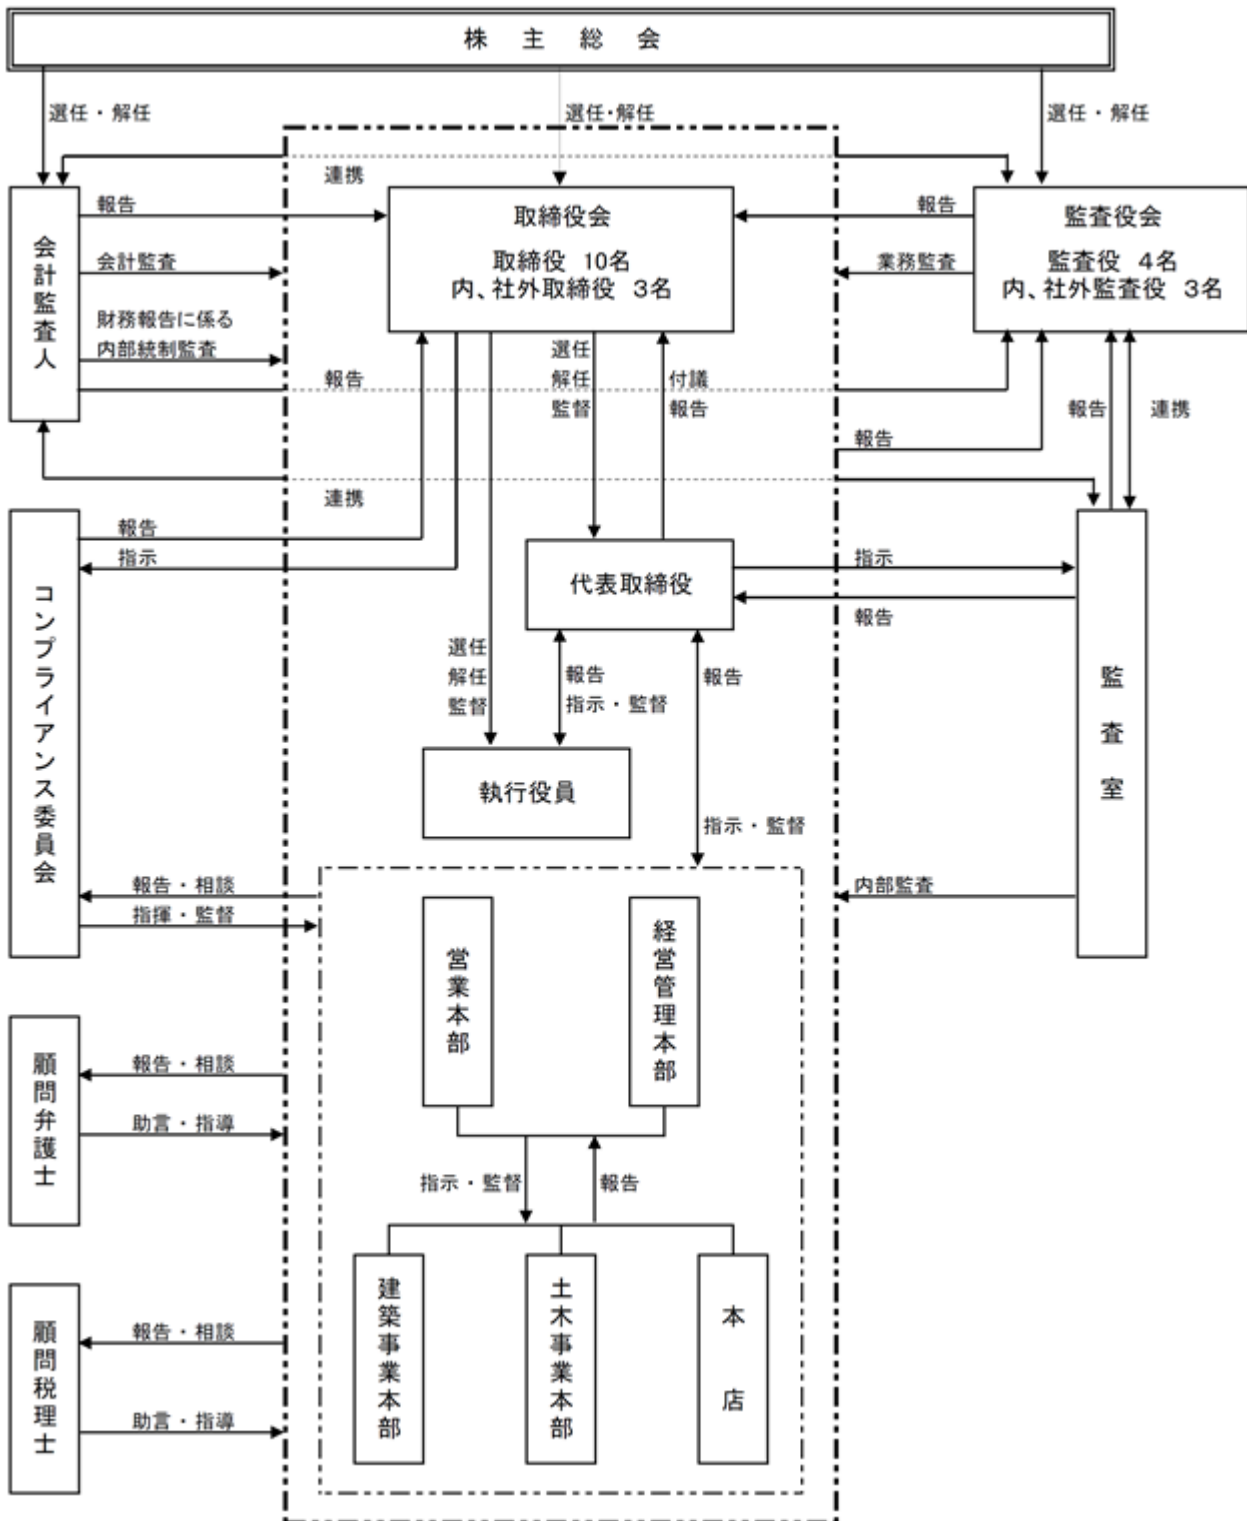 株主総会
選任・解任
選任・解任
選任・解任
連携
会計監査人
報告
会計監査
財務報告に係る
内部統制監査
報告
取締役会
取締役 10名
内、社外取締役 3名
報告
業務監査
監査役会
監査役 4名
内、社外監査役 3名
選任
解任
監督
付議
報告
報告
報告
連携
連携
報告
指示
コンプライアンス委員会
代表取締役
指示
報告
監査室
選任
解任
監督
報告
指示・監督
報告
執行役員
指示・監督
報告・相談
指揮・監督
内部監査
営業本部
経営管理本部
顧問弁護士
報告・相談
助言・指導
指示・監督
報告
建築事業本部
土木事業本部
本店
顧問税理士
報告・相談
助言・指導